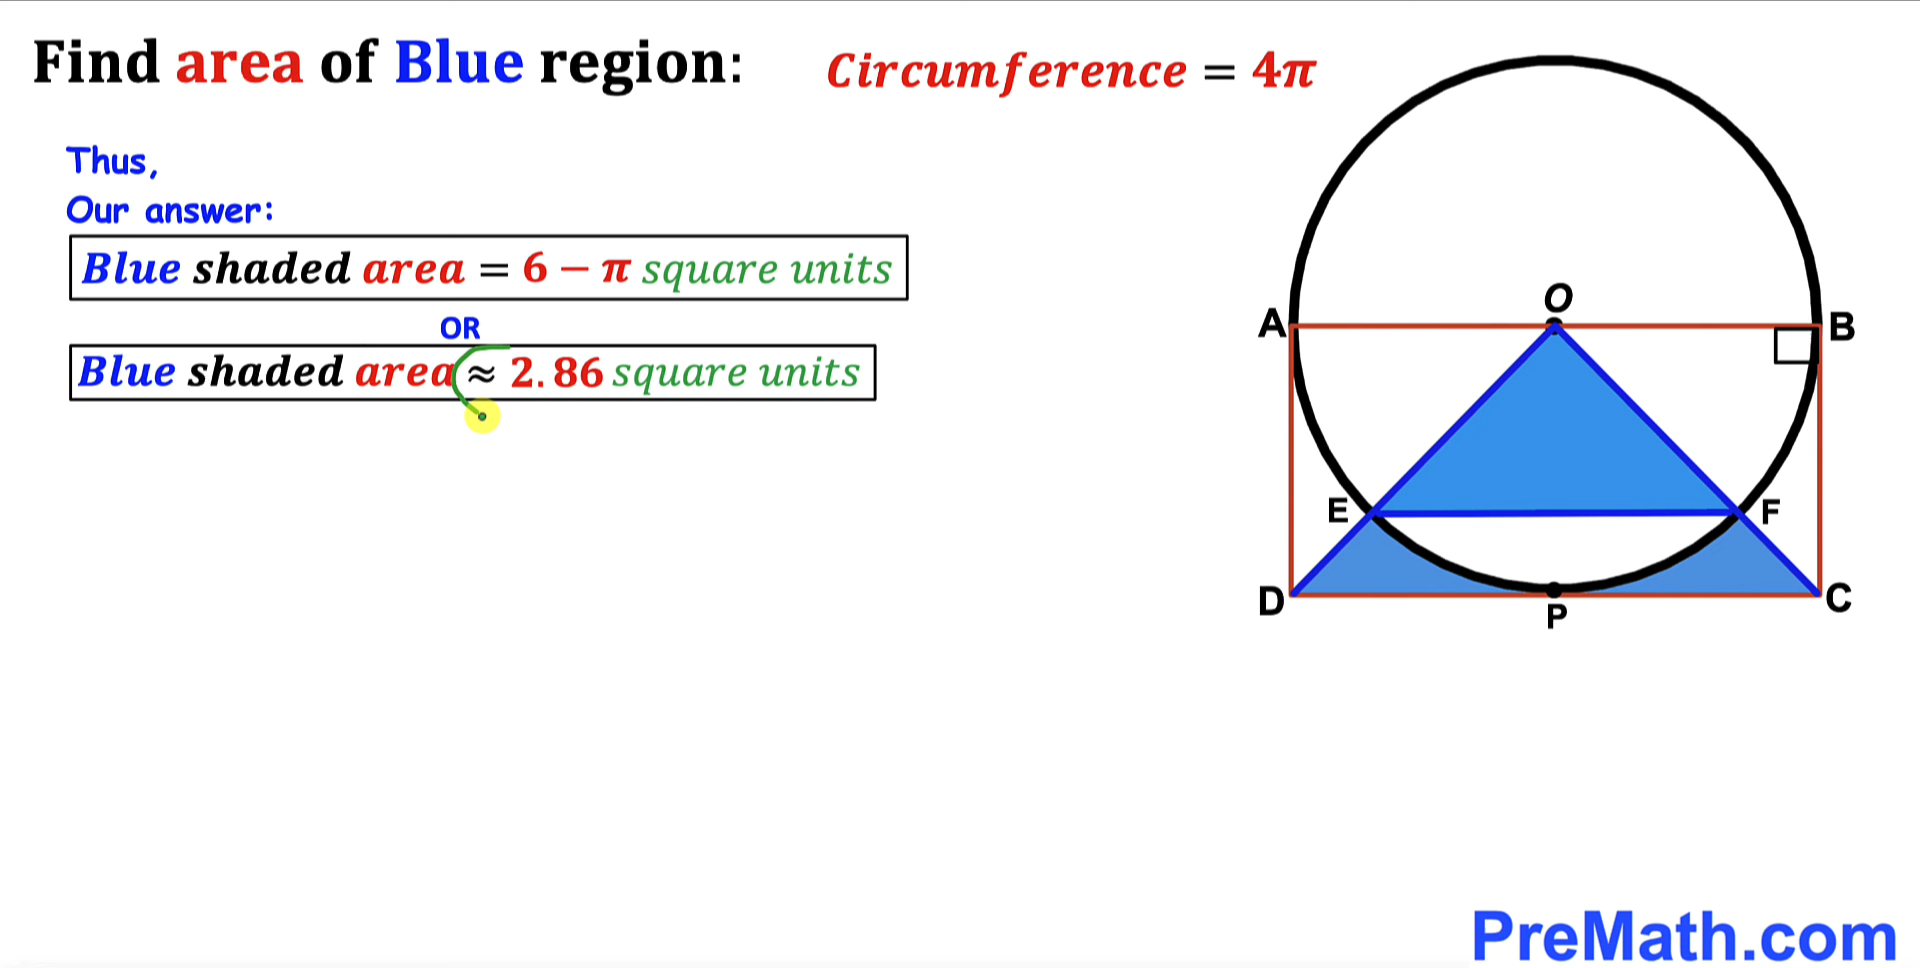 Find area of Blue region:
Circumference = 4π
Thus,
Our answer:
Blue shaded area = 6 − π square units
OR
Blue shaded area ≈ 2.86 square units
O
A
B
E
F
D
C
P
PreMath.com